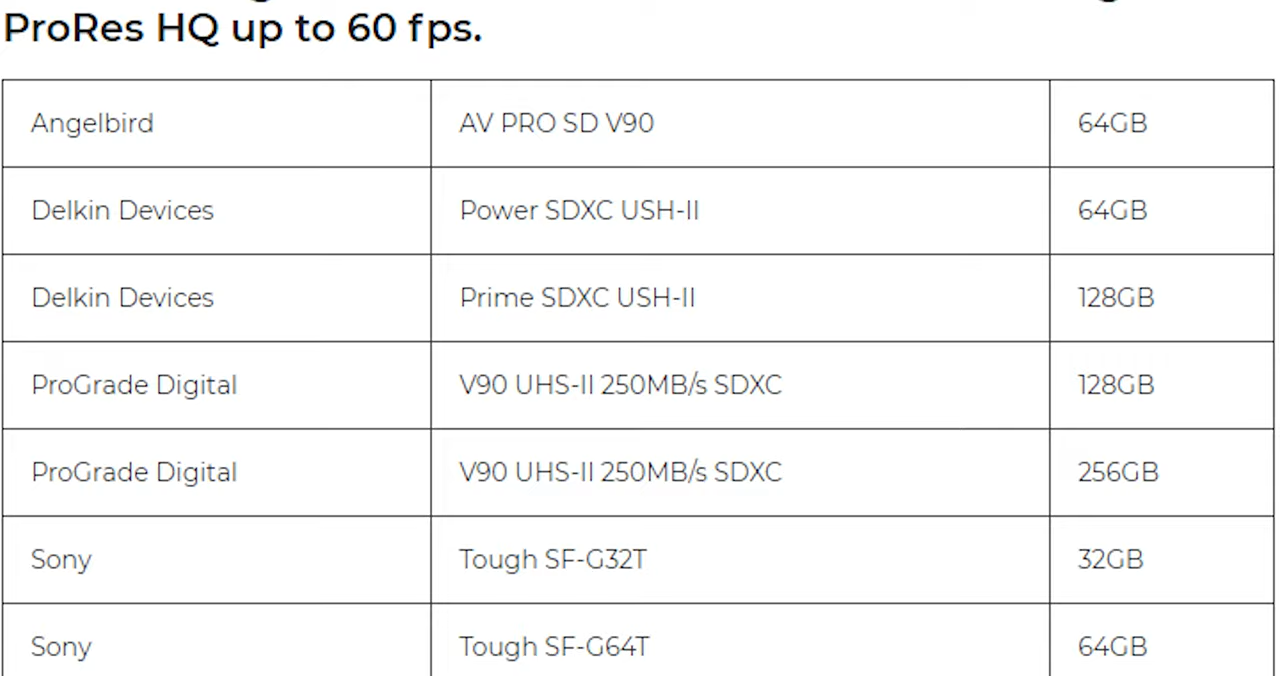 ProRes HQ up to 60 fps.
Angelbird AV PRO SD V90 64GB
Delkin Devices Power SDXC USH-II 64GB
Delkin Devices Prime SDXC USH-II 128GB
ProGrade Digital V90 UHS-II 250MB/s SDXC 128GB
ProGrade Digital V90 UHS-II 250MB/s SDXC 256GB
Sony Tough SF-G32T 32GB
Sony Tough SF-G64T 64GB